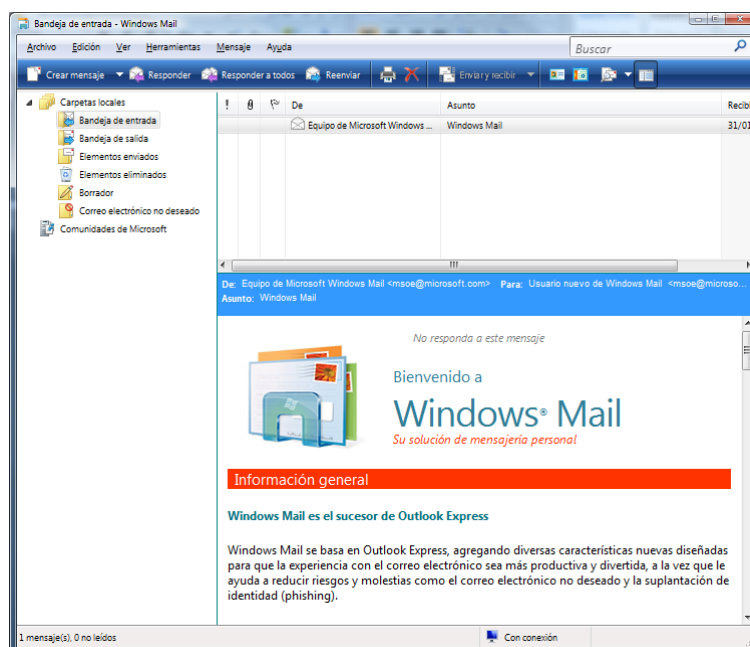 Bandeja de entrada - Windows Mail
Archivo Edición Ver Herramientas Mensaje Ayuda Buscar
Crear mensaje Responder Responder a todos Reenviar Enviar y recibir
Carpetas locales
Bandeja de entrada
Bandeja de salida
Elementos enviados
Elementos eliminados
Borrador
Correo electrónico no deseado
Comunidades de Microsoft
! De Asunto Recibi
Equipo de Microsoft Windows ... Windows Mail 31/01
De: Equipo de Microsoft Windows Mail <msoe@microsoft.com> Para: Usuario nuevo de Windows Mail <msoe@microso...
Asunto: Windows Mail
No responda a este mensaje
Bienvenido a
Windows® Mail
Su solución de mensajería personal
Información general
Windows Mail es el sucesor de Outlook Express
Windows Mail se basa en Outlook Express, agregando diversas características nuevas diseñadas
para que la experiencia con el correo electrónico sea más productiva y divertida, a la vez que le
ayuda a reducir riesgos y molestias como el correo electrónico no deseado y la suplantación de
identidad (phishing).
1 mensaje(s), 0 no leídos Con conexión